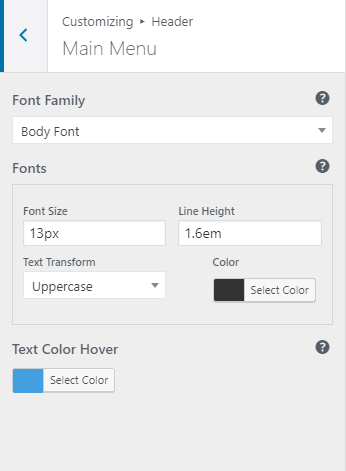 Customizing ▸ Header
Main Menu
Font Family
Body Font
Fonts
Font Size
Line Height
13px
1.6em
Text Transform
Color
Uppercase
Select Color
Text Color Hover
Select Color